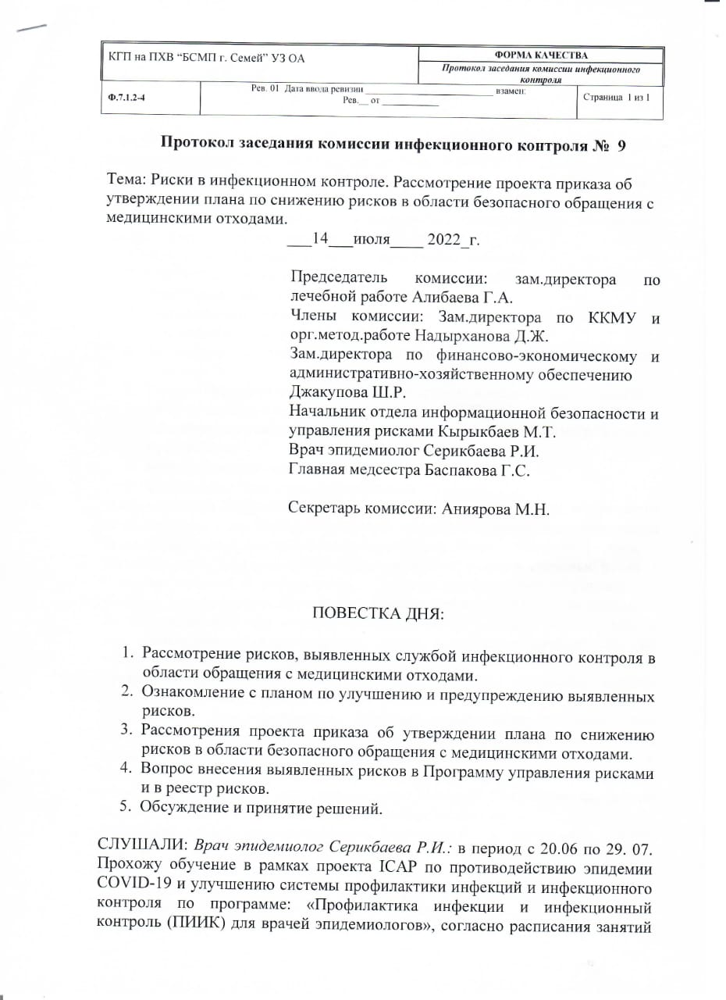 КГП на ПХВ “БСМП г. Семей” УЗ ОА
ФОРМА КАЧЕСТВА
Протокол заседания комиссии инфекционного
контроля
Ф.7.1.2-4
Рев. 01 Дата ввода ревизии ____________________________ взамен:
Рев.__ от ____________
Страница 1 из 1
Протокол заседания комиссии инфекционного контроля № 9
Тема: Риски в инфекционном контроле. Рассмотрение проекта приказа об
утверждении плана по снижению рисков в области безопасного обращения с
медицинскими отходами.
___14___июля____ 2022_г.
Председатель комиссии: зам.директора по
лечебной работе Алибаева Г.А.
Члены комиссии: Зам.директора по ККМУ и
орг.метод.работе Надырханова Д.Ж.
Зам.директора по финансово-экономическому и
административно-хозяйственному обеспечению
Джакупова Ш.Р.
Начальник отдела информационной безопасности и
управления рисками Кырыкбаев М.Т.
Врач эпидемиолог Серикбаева Р.И.
Главная медсестра Баспакова Г.С.
Секретарь комиссии: Аниярова М.Н.
ПОВЕСТКА ДНЯ:
1. Рассмотрение рисков, выявленных службой инфекционного контроля в
области обращения с медицинскими отходами.
2. Ознакомление с планом по улучшению и предупреждению выявленных
рисков.
3. Рассмотрения проекта приказа об утверждении плана по снижению
рисков в области безопасного обращения с медицинскими отходами.
4. Вопрос внесения выявленных рисков в Программу управления рисками
и в реестр рисков.
5. Обсуждение и принятие решений.
СЛУШАЛИ: Врач эпидемиолог Серикбаева Р.И.: в период с 20.06 по 29. 07.
Прохожу обучение в рамках проекта ICAP по противодействию эпидемии
COVID-19 и улучшению системы профилактики инфекций и инфекционного
контроля по программе: «Профилактика инфекции и инфекционный
контроль (ПИИК) для врачей эпидемиологов», согласно расписания занятий